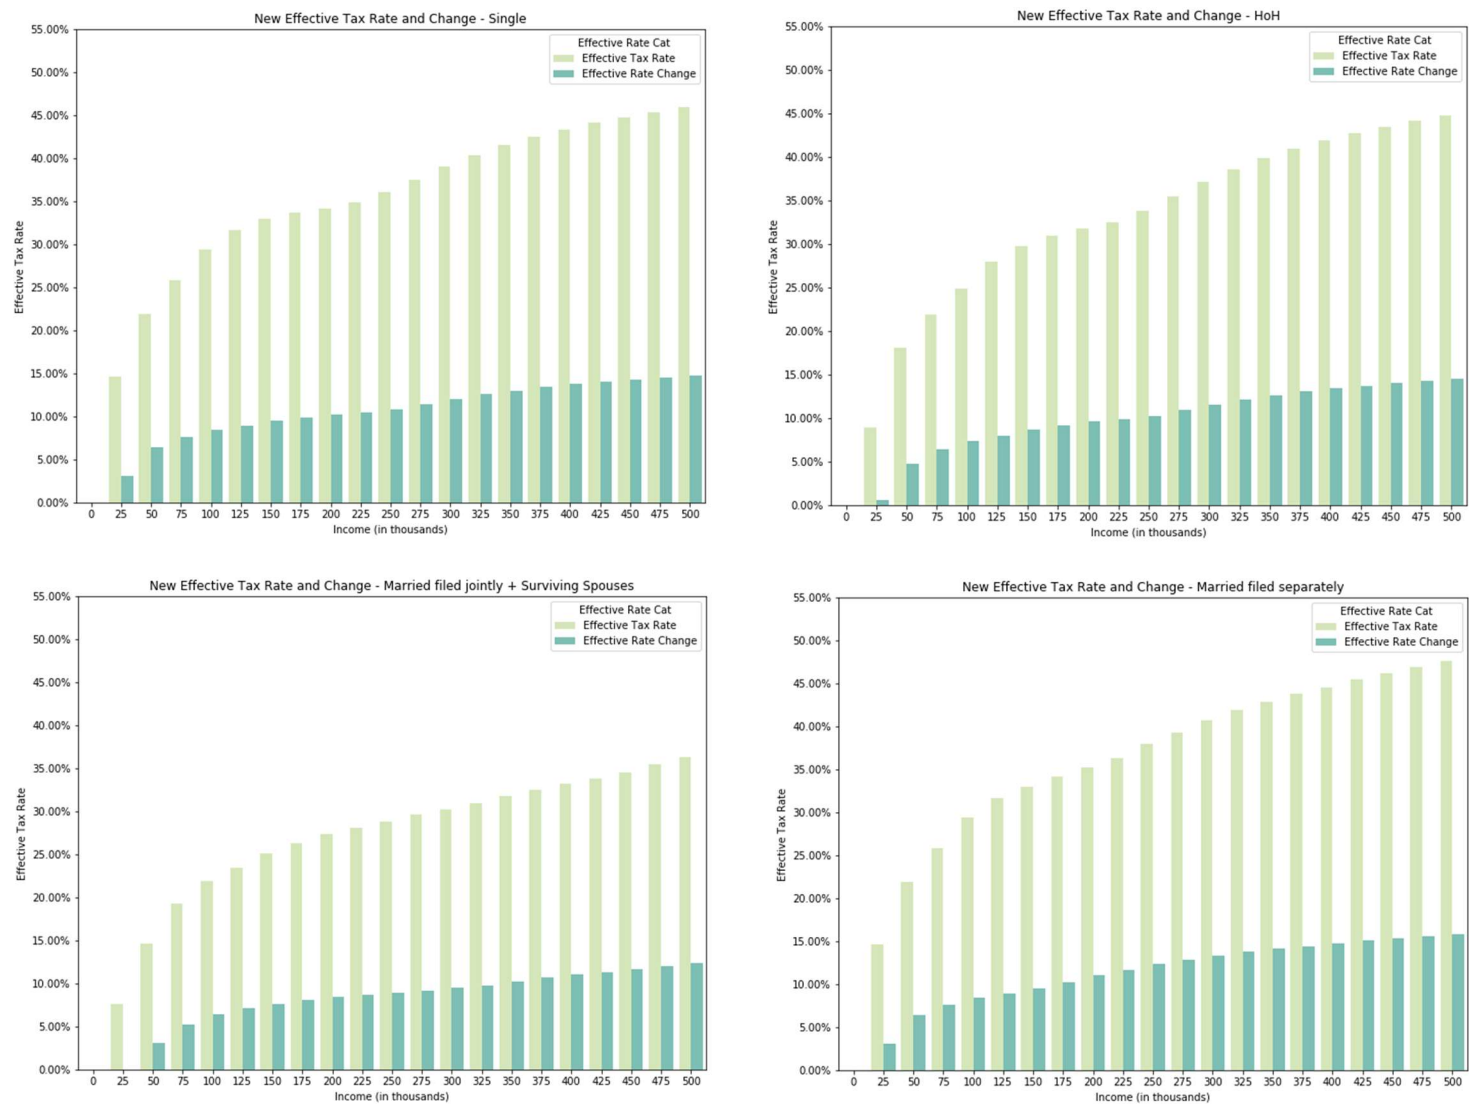 New Effective Tax Rate and Change - Single
Effective Rate Cat
Effective Tax Rate
Effective Rate Change
55.00%
50.00%
45.00%
40.00%
35.00%
30.00%
25.00%
20.00%
15.00%
10.00%
5.00%
0.00%
Effective Tax Rate
0 25 50 75 100 125 150 175 200 225 250 275 300 325 350 375 400 425 450 475 500
Income (in thousands)
New Effective Tax Rate and Change - HoH
Effective Rate Cat
Effective Tax Rate
Effective Rate Change
55.00%
50.00%
45.00%
40.00%
35.00%
30.00%
25.00%
20.00%
15.00%
10.00%
5.00%
0.00%
Effective Tax Rate
0 25 50 75 100 125 150 175 200 225 250 275 300 325 350 375 400 425 450 475 500
Income (in thousands)
New Effective Tax Rate and Change - Married filed jointly + Surviving Spouses
Effective Rate Cat
Effective Tax Rate
Effective Rate Change
55.00%
50.00%
45.00%
40.00%
35.00%
30.00%
25.00%
20.00%
15.00%
10.00%
5.00%
0.00%
Effective Tax Rate
0 25 50 75 100 125 150 175 200 225 250 275 300 325 350 375 400 425 450 475 500
Income (in thousands)
New Effective Tax Rate and Change - Married filed separately
Effective Rate Cat
Effective Tax Rate
Effective Rate Change
55.00%
50.00%
45.00%
40.00%
35.00%
30.00%
25.00%
20.00%
15.00%
10.00%
5.00%
0.00%
Effective Tax Rate
0 25 50 75 100 125 150 175 200 225 250 275 300 325 350 375 400 425 450 475 500
Income (in thousands)